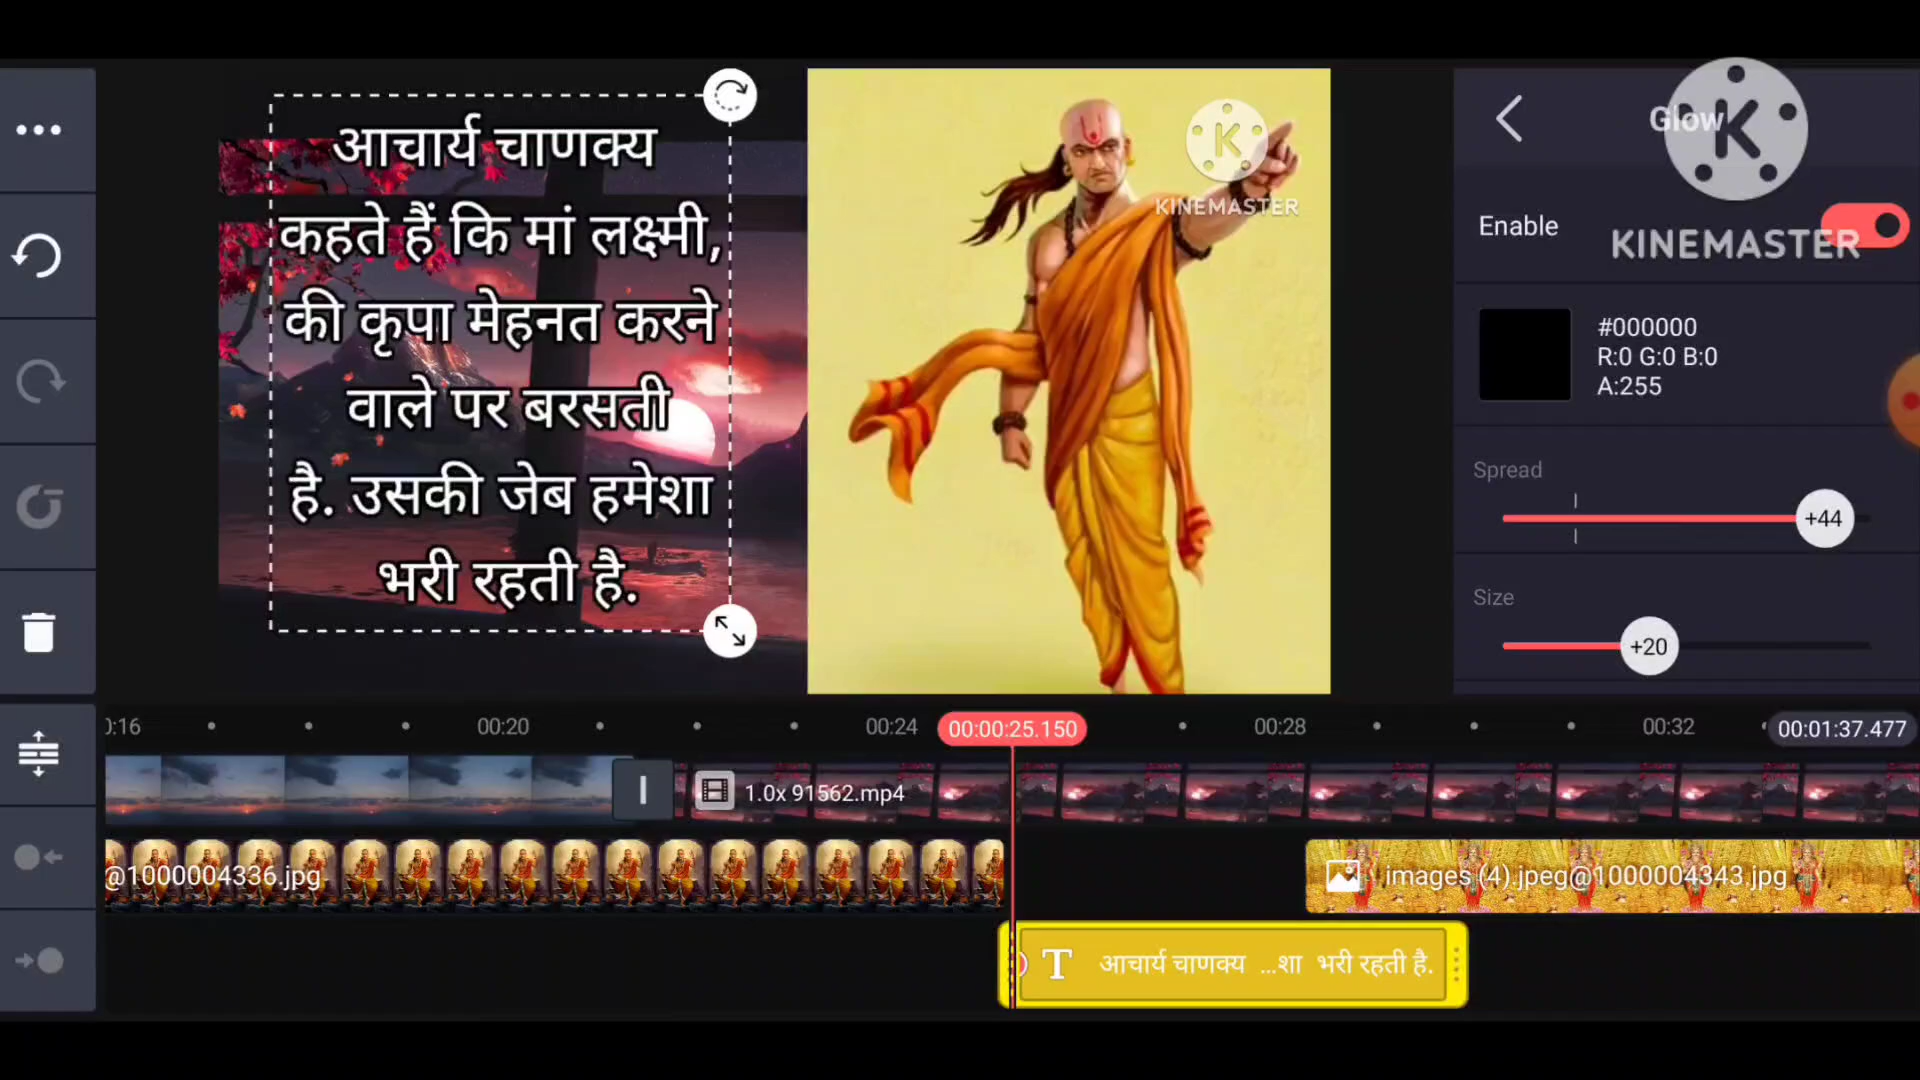 आचार्य चाणक्य
कहते हैं कि मां लक्ष्मी,
की कृपा मेहनत करने
वाले पर बरसती
है. उसकी जेब हमेशा
भरी रहती है.
KINEMASTER
Glow
KINEMASTER
Enable
#000000
R:0 G:0 B:0
A:255
Spread
+44
Size
+20
0:16
00:20
00:24
00:00:25.150
00:28
00:32
00:01:37.477
1.0x 91562.mp4
@1000004336.jpg
images (4).jpeg@1000004343.jpg
T आचार्य चाणक्य ...शा भरी रहती है.